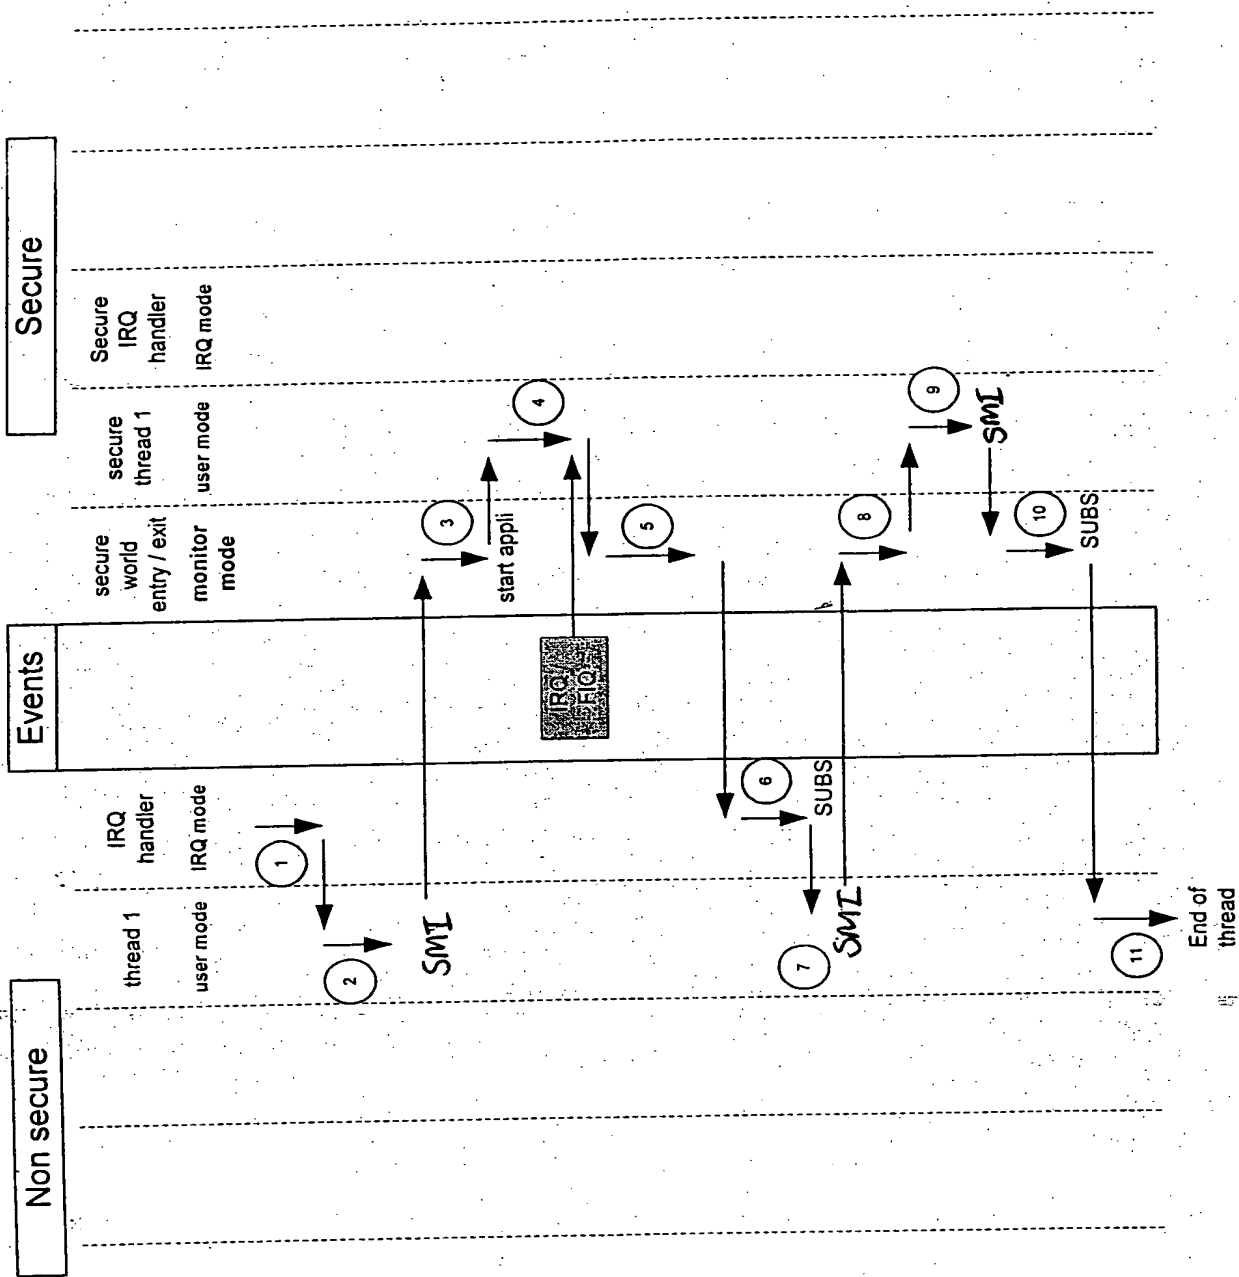 Non secure
Events
Secure
thread 1
user mode
IRQ
handler
IRQ mode
secure
world
entry / exit
monitor
mode
secure
thread 1
user mode
Secure
IRQ
handler
IRQ mode
1
2
SMI
3
start appli
4
IRQ /
FIQ
5
6
SUBS
7
SMI
8
9
SMI
10
SUBS
11
End of
thread